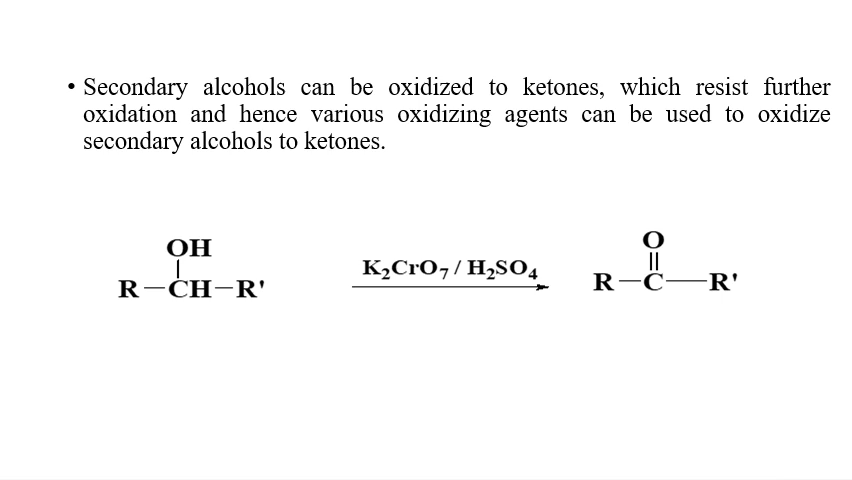 • Secondary alcohols can be oxidized to ketones, which resist further
oxidation and hence various oxidizing agents can be used to oxidize
secondary alcohols to ketones.
OH
R—CH—R'
K₂CrO₇ / H₂SO₄
O
R—C—R'